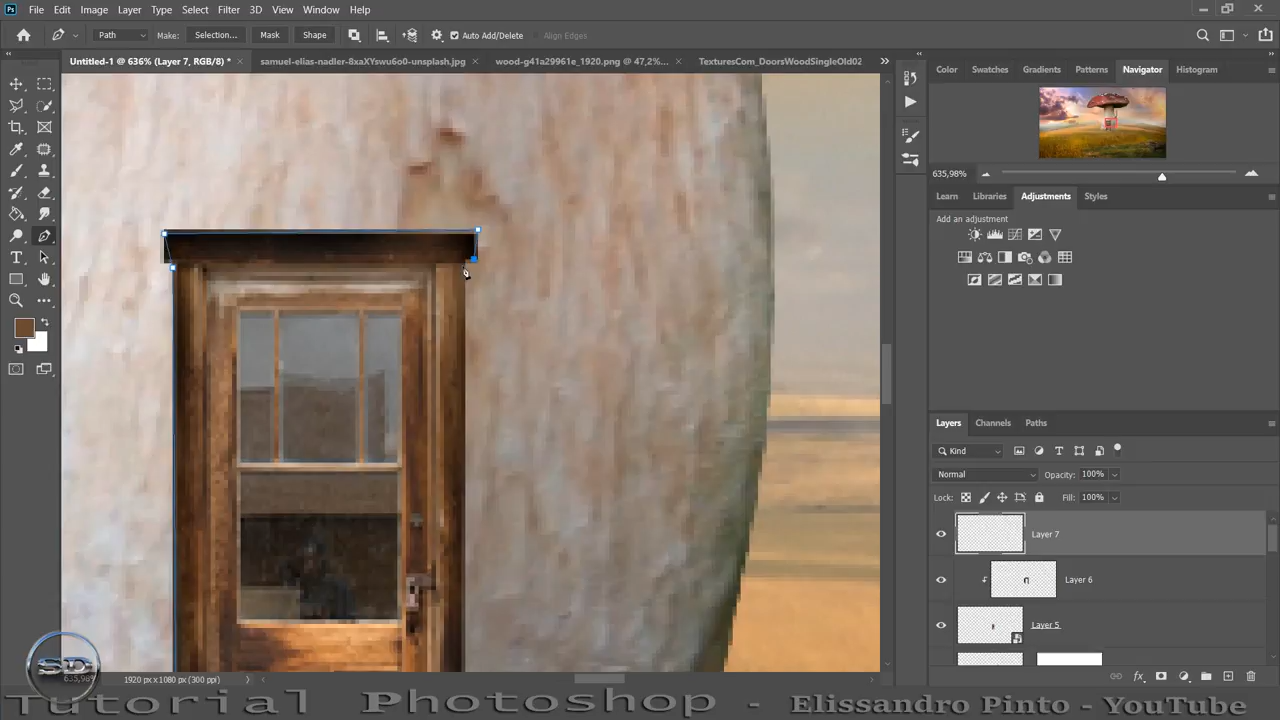 Ps File Edit Image Layer Type Select Filter 3D View Window Help
Path Make: Selection... Mask Shape Auto Add/Delete Align Edges
Untitled-1 @ 636% (Layer 7, RGB/8) * samuel-elias-nadler-8xaXYswu6o0-unsplash.jpg wood-g41a29961e_1920.png @ 47,2%... TexturesCom_DoorsWoodSingleOld02
Color Swatches Gradients Patterns Navigator Histogram
635,98%
Learn Libraries Adjustments Styles
Add an adjustment
Layers Channels Paths
Kind
Normal Opacity: 100%
Lock: Fill: 100%
Layer 7
Layer 6
Layer 5
SD
635,98% 1920 px x 1080 px (300 ppi)
Tutorial Photoshop - Elissandro Pinto - YouTube